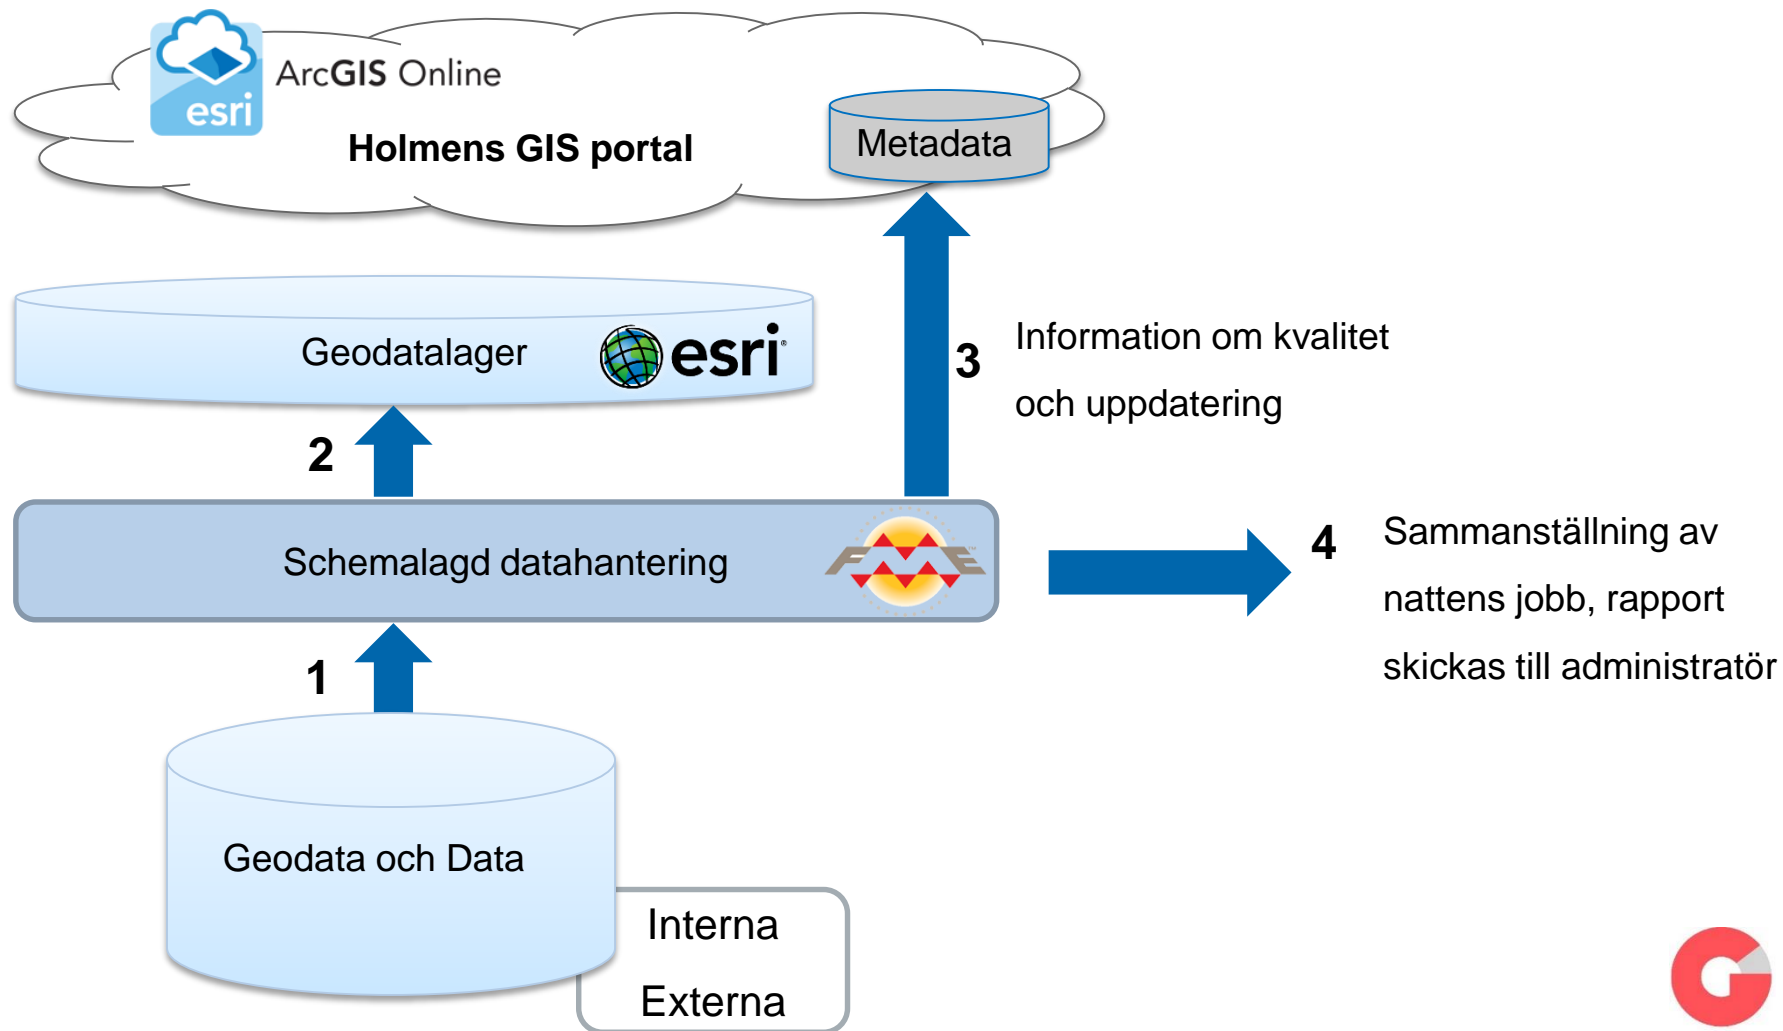 ArcGIS Online
esri
Holmens GIS portal
Metadata
Geodatalager
esri
3
Information om kvalitet
och uppdatering
2
Schemalagd datahantering
FME
4
Sammanställning av
nattens jobb, rapport
skickas till administratör
1
Geodata och Data
Interna
Externa